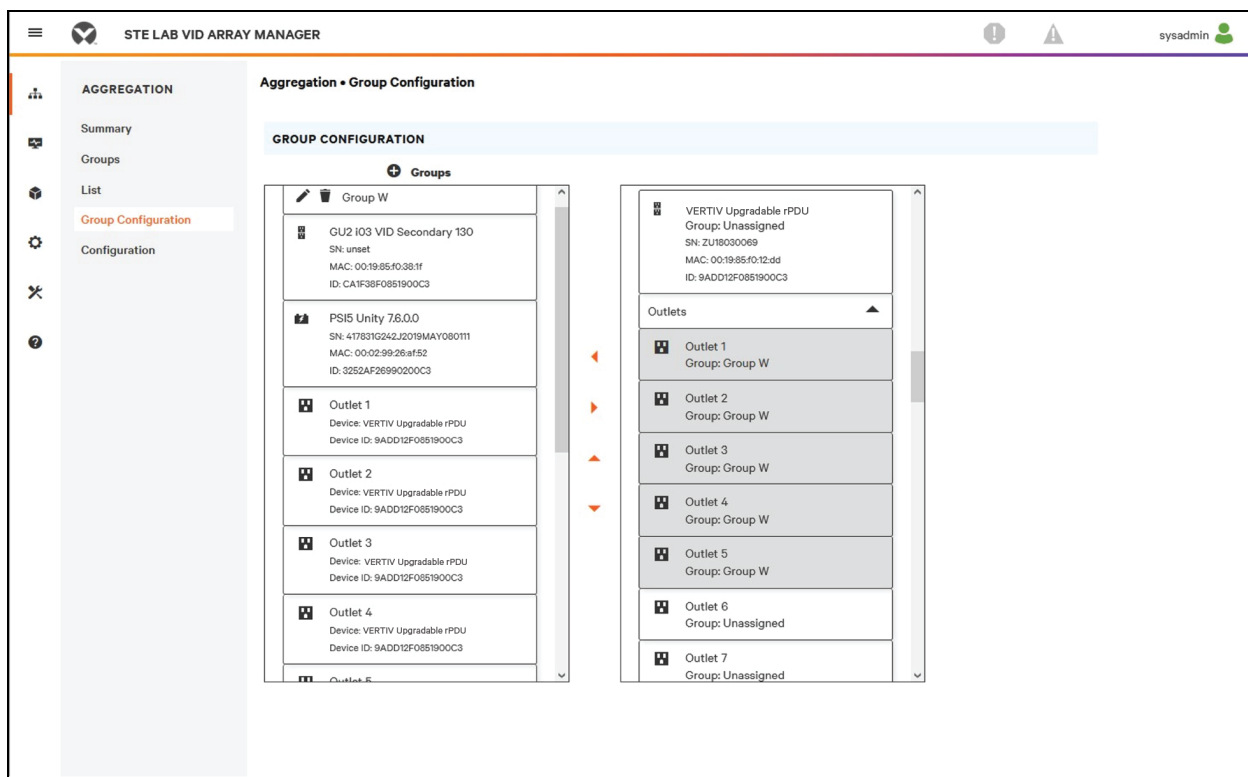 STE LAB VID ARRAY MANAGER
sysadmin
AGGREGATION
Summary
Groups
List
Group Configuration
Configuration
Aggregation • Group Configuration
GROUP CONFIGURATION
Groups
Group W
GU2 i03 VID Secondary 130
SN: unset
MAC: 00:19:85:f0:38:1f
ID: CA1F38F0851900C3
PSI5 Unity 7.6.0.0
SN: 417831G242J2019MAY080111
MAC: 00:02:99:26:af:52
ID: 3252AF26990200C3
Outlet 1
Device: VERTIV Upgradable rPDU
Device ID: 9ADD12F0851900C3
Outlet 2
Device: VERTIV Upgradable rPDU
Device ID: 9ADD12F0851900C3
Outlet 3
Device: VERTIV Upgradable rPDU
Device ID: 9ADD12F0851900C3
Outlet 4
Device: VERTIV Upgradable rPDU
Device ID: 9ADD12F0851900C3
Outlet 5
VERTIV Upgradable rPDU
Group: Unassigned
SN: ZU18030069
MAC: 00:19:85:f0:12:dd
ID: 9ADD12F0851900C3
Outlets
Outlet 1
Group: Group W
Outlet 2
Group: Group W
Outlet 3
Group: Group W
Outlet 4
Group: Group W
Outlet 5
Group: Group W
Outlet 6
Group: Unassigned
Outlet 7
Group: Unassigned